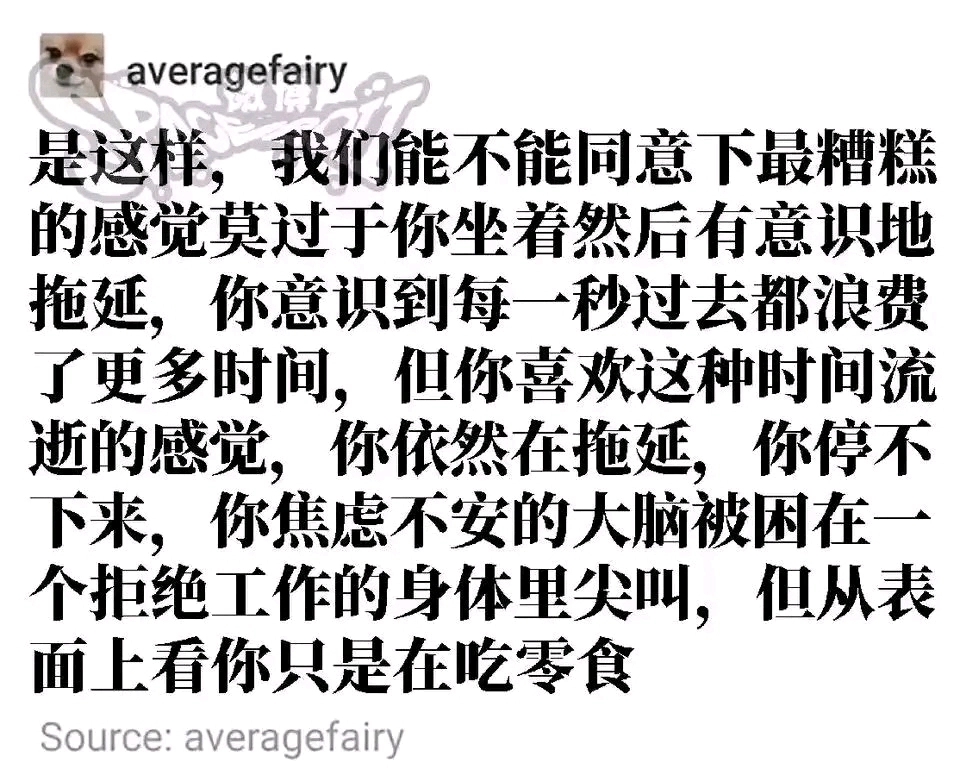 averagefairy
微博
是这样，我们能不能同意下最糟糕
的感觉莫过于你坐着然后有意识地
拖延，你意识到每一秒过去都浪费
了更多时间，但你喜欢这种时间流
逝的感觉，你依然在拖延，你停不
下来，你焦虑不安的大脑被困在一
个拒绝工作的身体里尖叫，但从表
面上看你只是在吃零食
Source: averagefairy